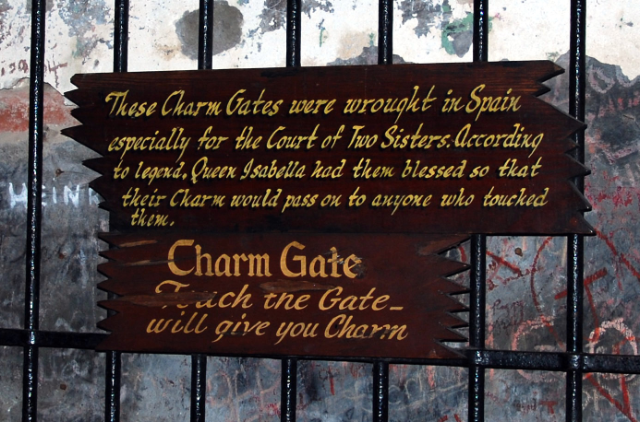 These Charm Gates were wrought in Spain
especially for the Court of Two Sisters. According
to legend, Queen Isabella had them blessed so that
their Charm would pass on to anyone who touched
them.
Charm Gate
Touch the Gate_
will give you Charm
HEINK